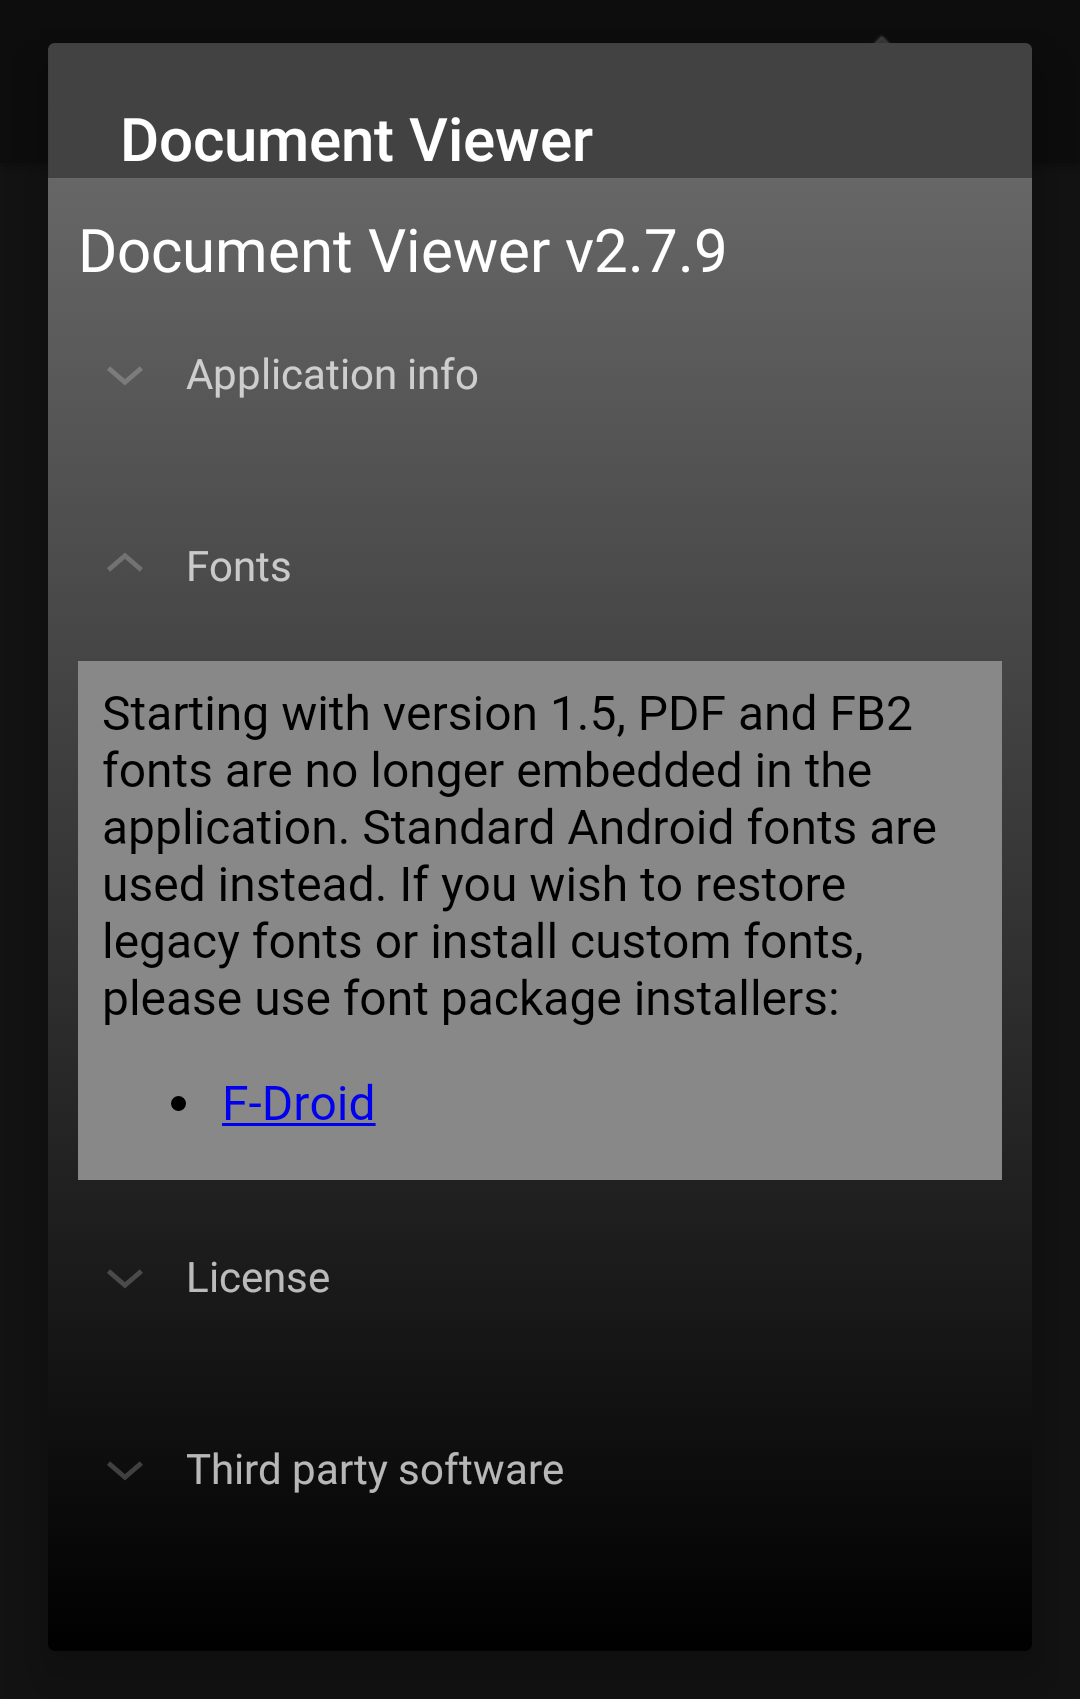 Document Viewer
Document Viewer v2.7.9
Application info
Fonts
Starting with version 1.5, PDF and FB2
fonts are no longer embedded in the
application. Standard Android fonts are
used instead. If you wish to restore
legacy fonts or install custom fonts,
please use font package installers:
• F-Droid
License
Third party software